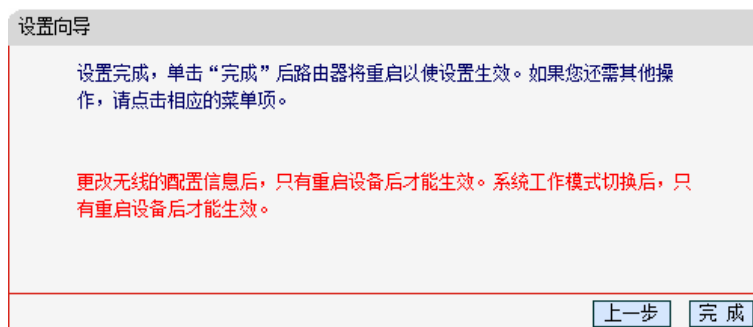 设置向导
设置完成，单击“完成”后路由器将重启以使设置生效。如果您还需其他操
作，请点击相应的菜单项。
更改无线的配置信息后，只有重启设备后才能生效。系统工作模式切换后，只
有重启设备后才能生效。
上一步 完 成